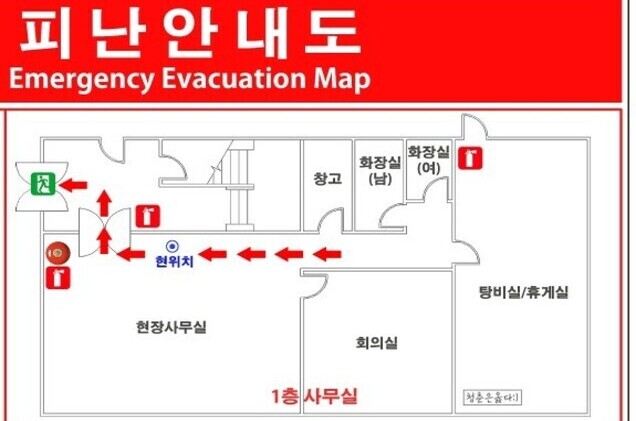 피난안내도
Emergency Evacuation Map
창고
화장실
(남)
화장실
(여)
현위치
탕비실/휴게실
현장사무실
회의실
1층 사무실
청춘은옳다:)